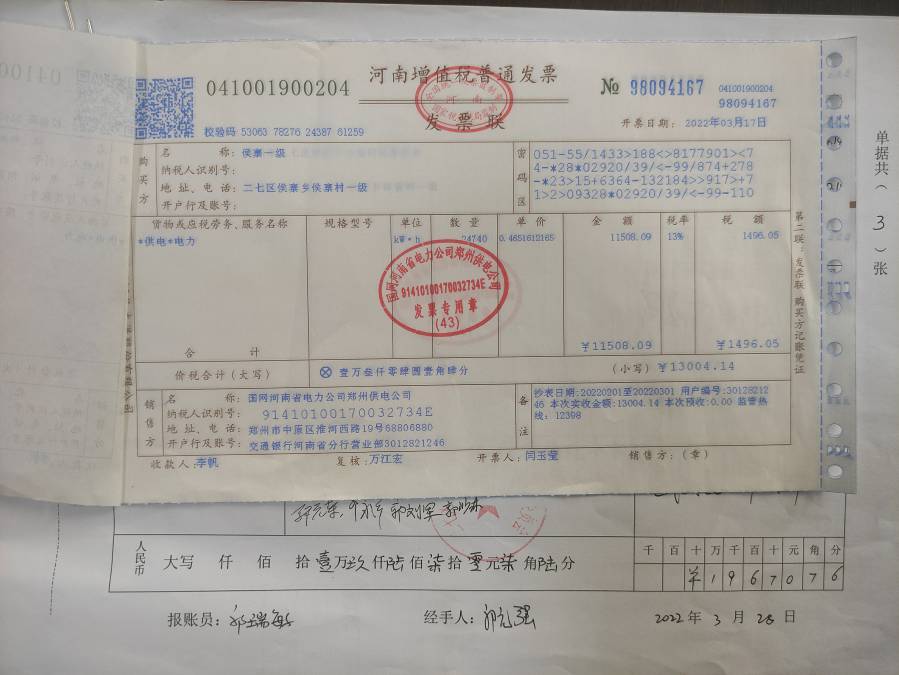 河南增值税普通发票
041001900204
№ 98094167
041001900204
98094167
发票联
校验码 53063 78276 24387 61259
开票日期: 2022年03月17日
购买方
名称: 侯寨一级
纳税人识别号:
地址、电话: 二七区侯寨乡侯寨村一级
开户行及账号:
密码区
051-55/1433>188<>8177901><7
4-*28*02920/39/<-99/874+278
-*23>15+6364-132184>>917>+7
1>2>09328*02920/39/<-99-110
货物或应税劳务、服务名称 规格型号 单位 数量 单价 金额 税率 税额
*供电*电力 kW·h 24740 0.4651612165 11508.09 13% 1496.05
国网河南省电力公司郑州供电公司
91410100170032734E
发票专用章
(43)
合计 ¥11508.09 ¥1496.05
价税合计(大写) ⊗ 壹万叁仟零肆圆壹角肆分 (小写) ¥13004.14
销售方
名称: 国网河南省电力公司郑州供电公司
纳税人识别号: 91410100170032734E
地址、电话: 郑州市中原区淮河西路19号68806880
开户行及账号: 交通银行河南省分行营业部3012821246
备注
抄表日期:20220201至20220301 用户编号:30128212
46 本次实收金额:13004.14 本次预收:0.00 监管热
线: 12398
收款人: 李帆 复核: 万江宏 开票人: 闫玉莹 销售方: (章)
第二联:发票联 购买方记账凭证
单据共(3)张
人民币
大写 仟 佰 拾壹万玖仟陆佰柒拾零元柒角陆分
千百十万千百十元角分
¥1967076
报账员: 经手人: 2022年3月28日